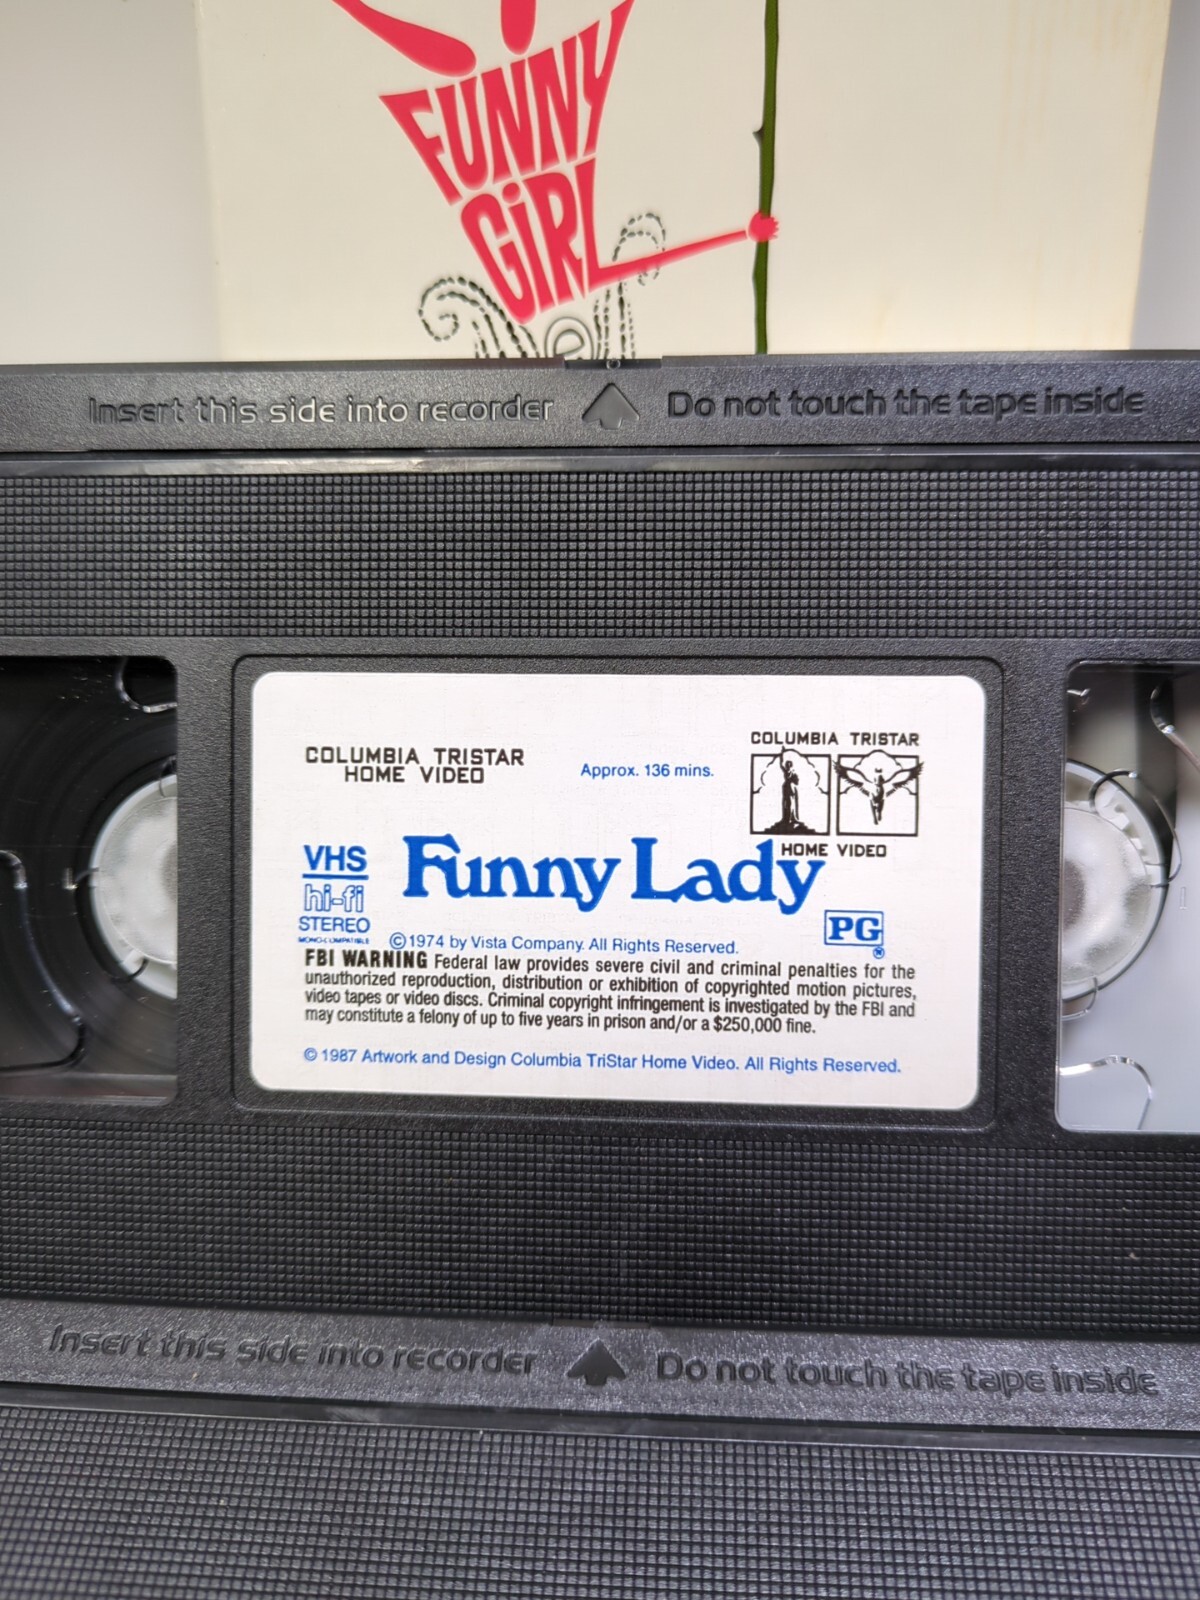 FUNNY
GiRL
Insert this side into recorder Do not touch the tape inside
COLUMBIA TRISTAR
HOME VIDEO
Approx. 136 mins.
COLUMBIA TRISTAR
HOME VIDEO
VHS
hi-fi
STEREO
MONO-COMPATIBLE
Funny Lady
PG
®
©1974 by Vista Company. All Rights Reserved.
FBI WARNING Federal law provides severe civil and criminal penalties for the
unauthorized reproduction, distribution or exhibition of copyrighted motion pictures,
video tapes or video discs. Criminal copyright infringement is investigated by the FBI and
may constitute a felony of up to five years in prison and/or a $250,000 fine.
© 1987 Artwork and Design Columbia TriStar Home Video. All Rights Reserved.
Insert this side into recorder Do not touch the tape inside